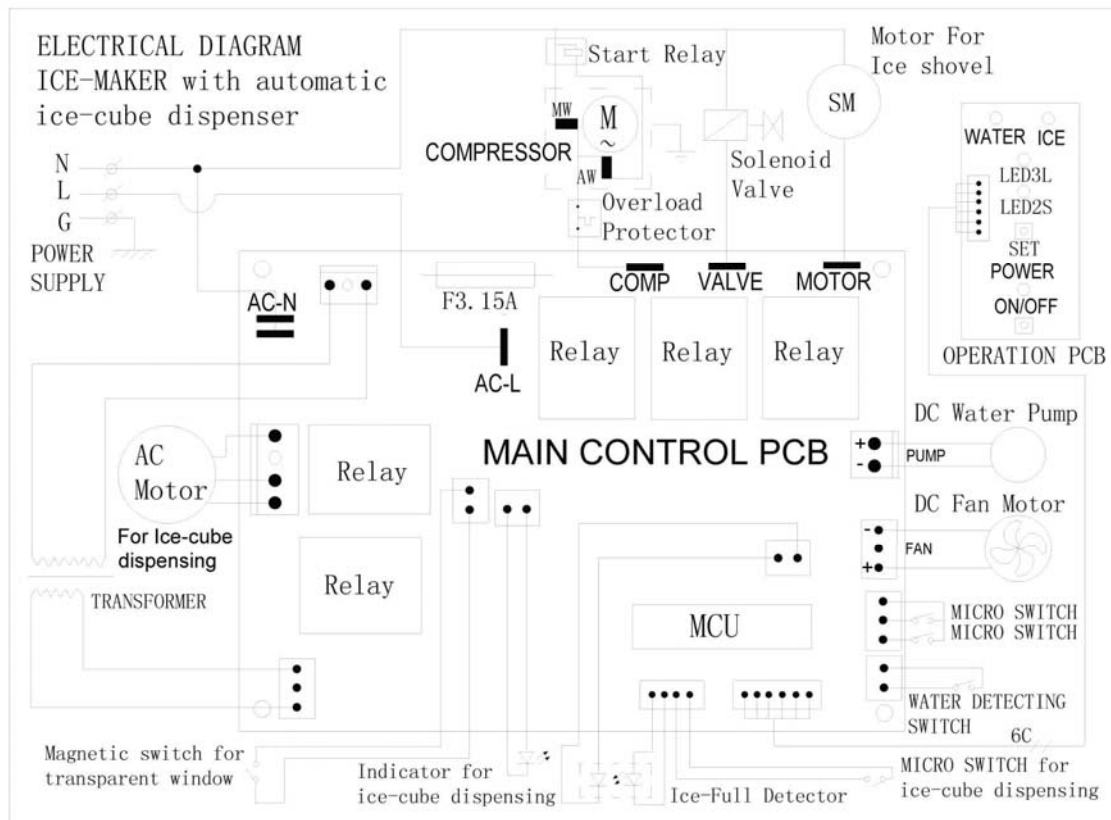 ELECTRICAL DIAGRAM
ICE-MAKER with automatic
ice-cube dispenser
N
L
G
POWER
SUPPLY
Start Relay
MW
M
~
COMPRESSOR
AW
Overload
Protector
Solenoid
Valve
Motor For
Ice shovel
SM
WATER ICE
LED3L
LED2S
SET
POWER
ON/OFF
OPERATION PCB
AC-N
F3.15A
AC-L
COMP
VALVE
MOTOR
Relay
Relay
Relay
MAIN CONTROL PCB
AC
Motor
For Ice-cube
dispensing
Relay
Relay
TRANSFORMER
DC Water Pump
+
-
PUMP
DC Fan Motor
-
FAN
+
MCU
MICRO SWITCH
MICRO SWITCH
WATER DETECTING
SWITCH
6C
Magnetic switch for
transparent window
Indicator for
ice-cube dispensing
Ice-Full Detector
MICRO SWITCH for
ice-cube dispensing